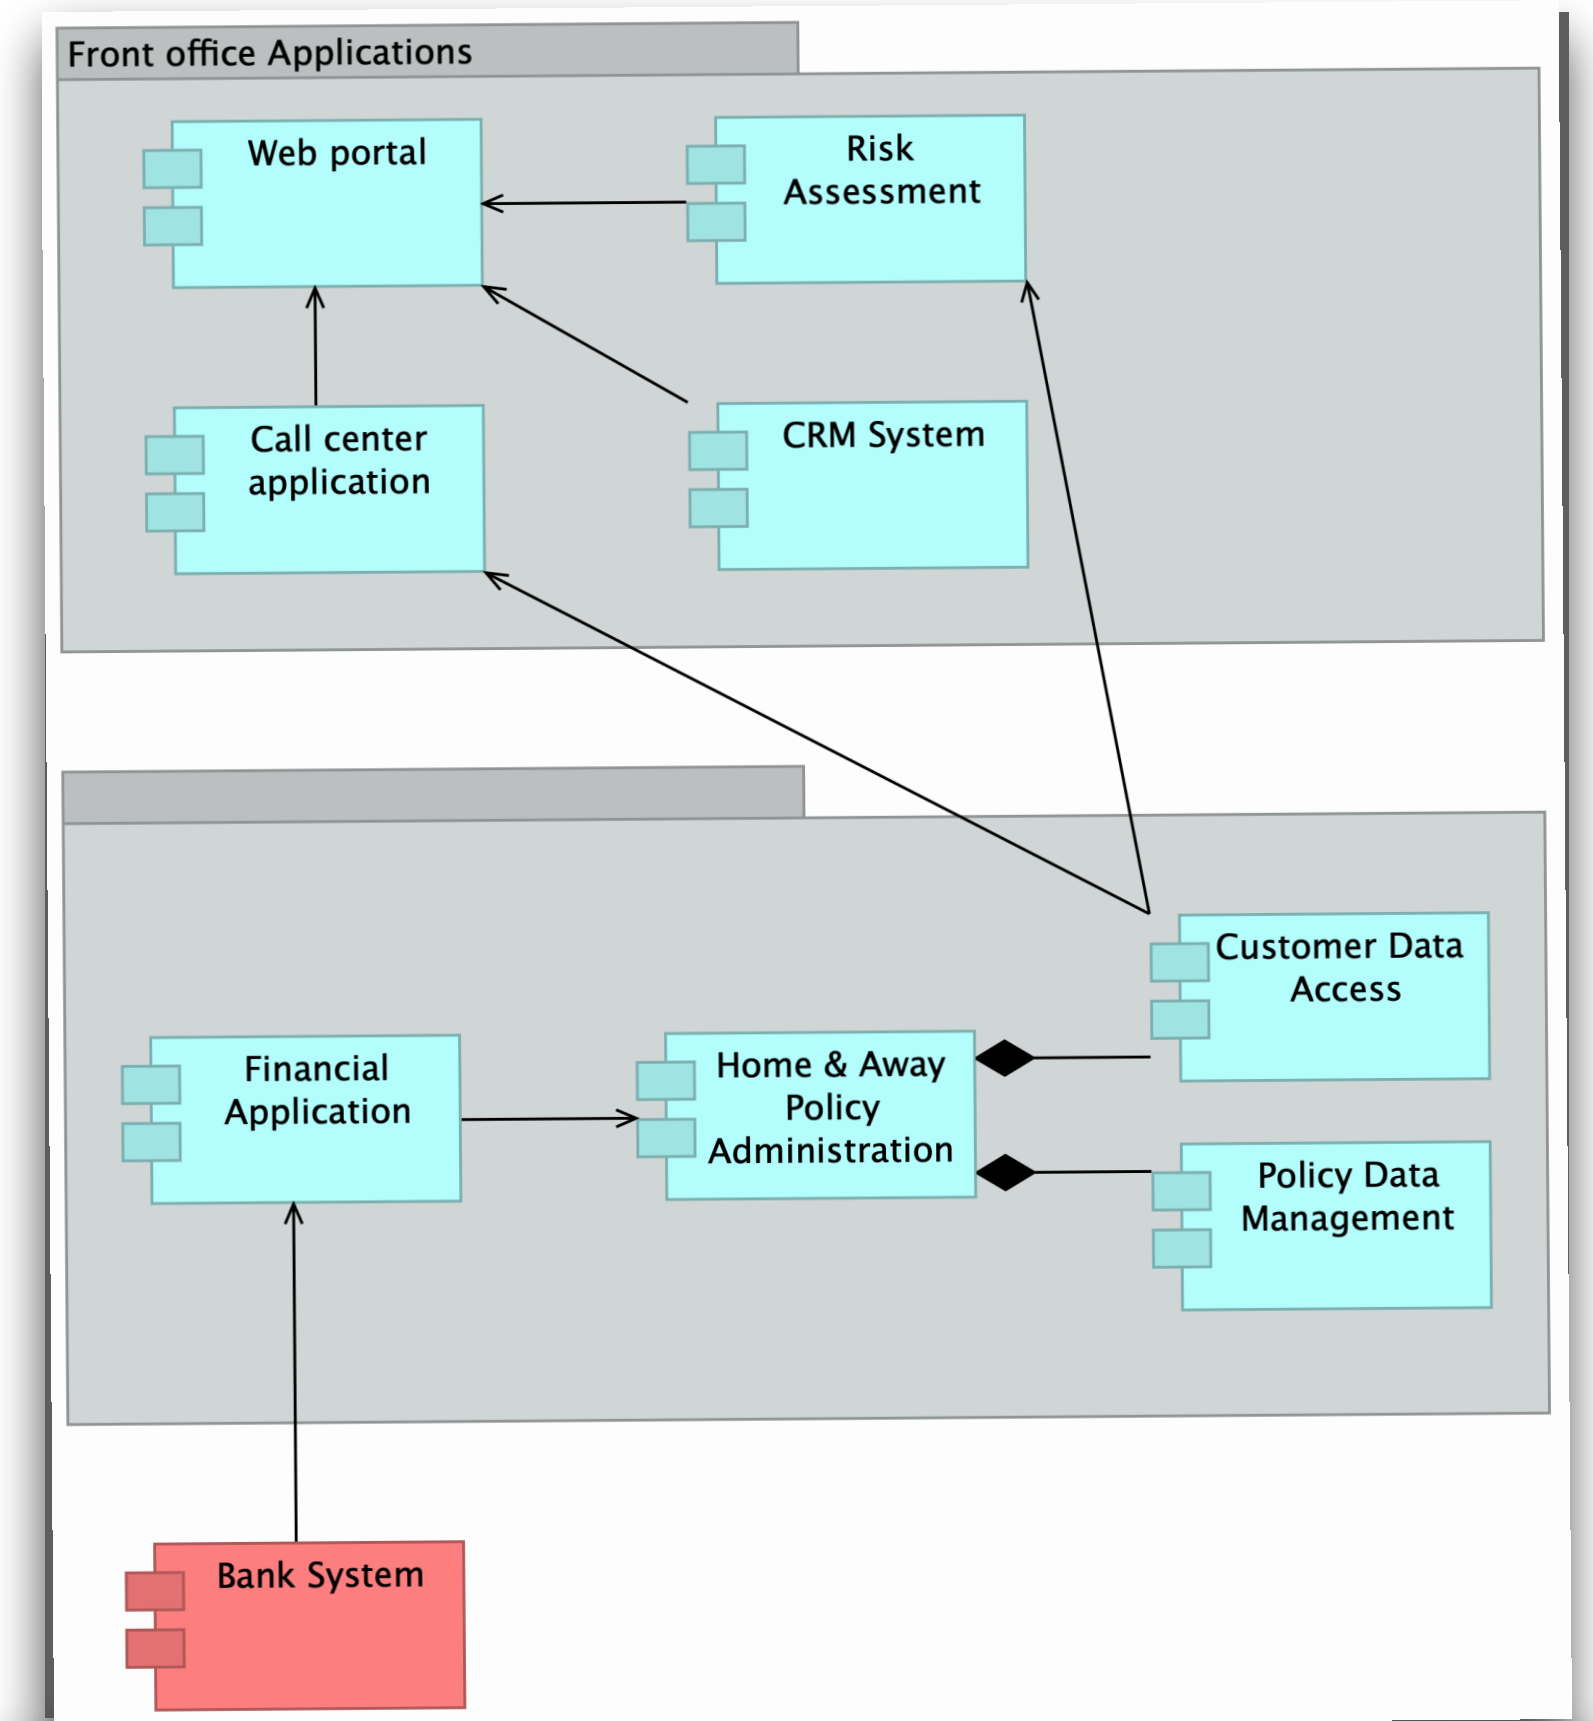 Front office Applications
Web portal
Risk
Assessment
Call center
application
CRM System
Customer Data
Access
Financial
Application
Home & Away
Policy
Administration
Policy Data
Management
Bank System